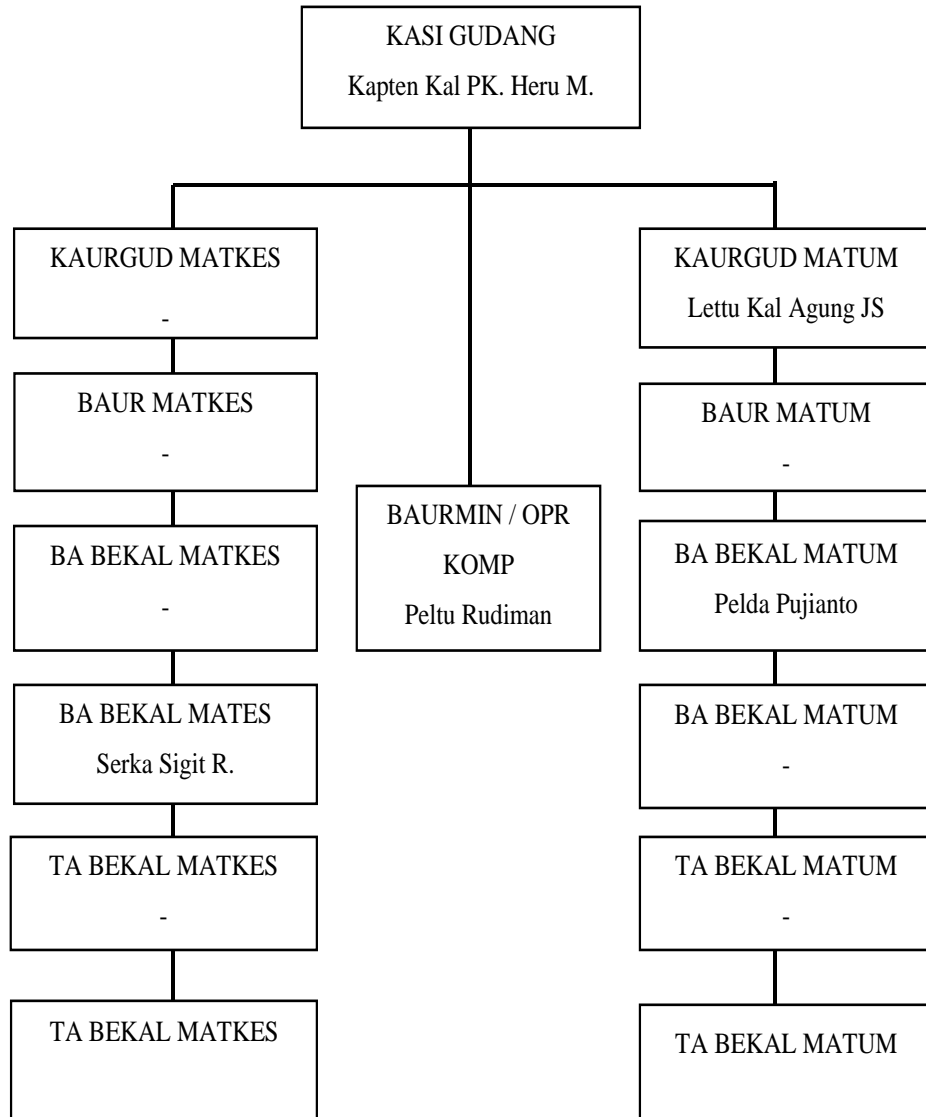 KASI GUDANG
Kapten Kal PK. Heru M.
KAURGUD MATKES
-
BAUR MATKES
-
BA BEKAL MATKES
-
BA BEKAL MATES
Serka Sigit R.
TA BEKAL MATKES
-
TA BEKAL MATKES
BAURMIN / OPR
KOMP
Peltu Rudiman
KAURGUD MATUM
Lettu Kal Agung JS
BAUR MATUM
-
BA BEKAL MATUM
Pelda Pujianto
BA BEKAL MATUM
-
TA BEKAL MATUM
-
TA BEKAL MATUM